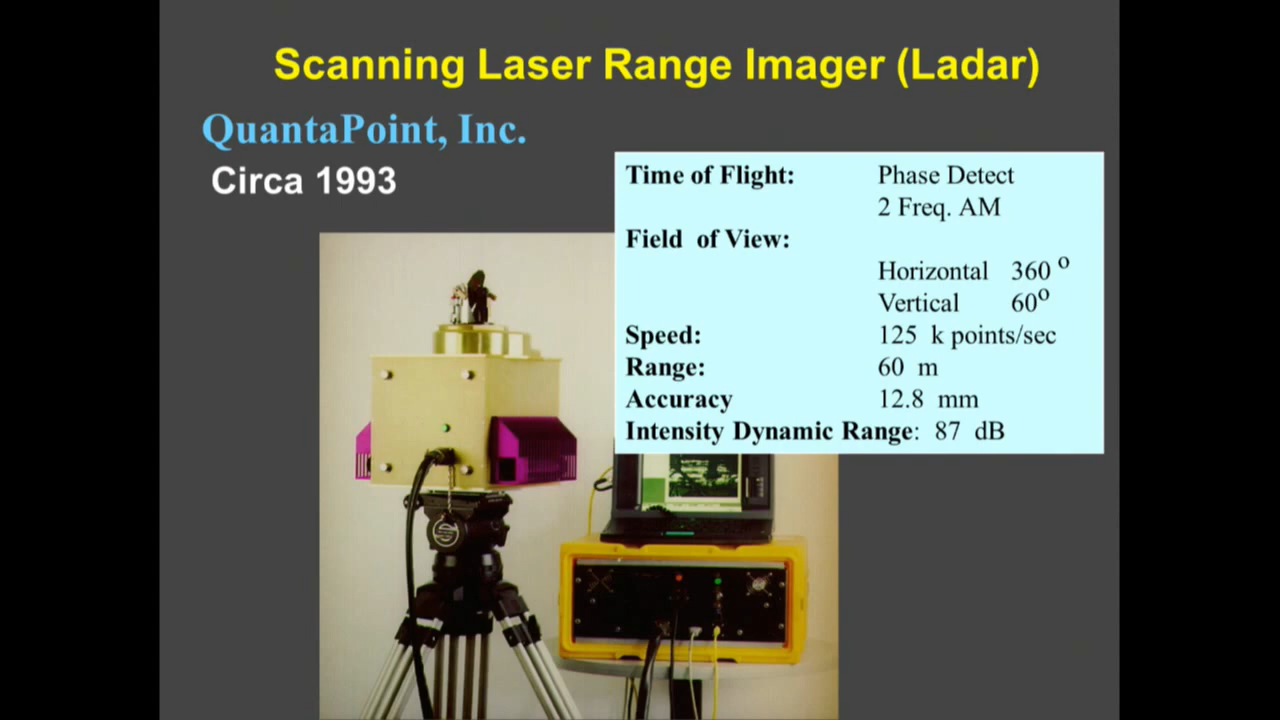 Scanning Laser Range Imager (Ladar)
QuantaPoint, Inc.
Circa 1993
Time of Flight: Phase Detect
2 Freq. AM
Field of View:
Horizontal 360 o
Vertical 60o
Speed: 125 k points/sec
Range: 60 m
Accuracy 12.8 mm
Intensity Dynamic Range: 87 dB